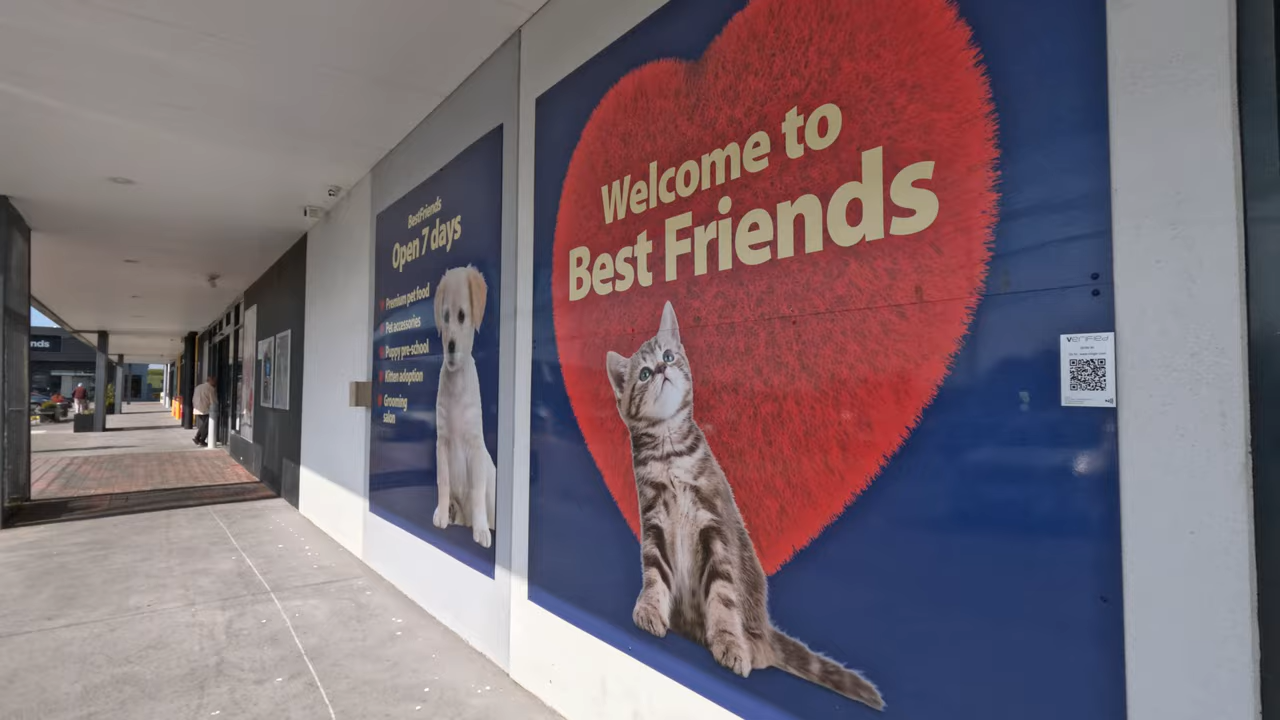 Welcome to
Best Friends
BestFriends
Open 7 days
Premium pet food
Pet accessories
Puppy pre-school
Kitten adoption
Grooming
salon
verified
nds